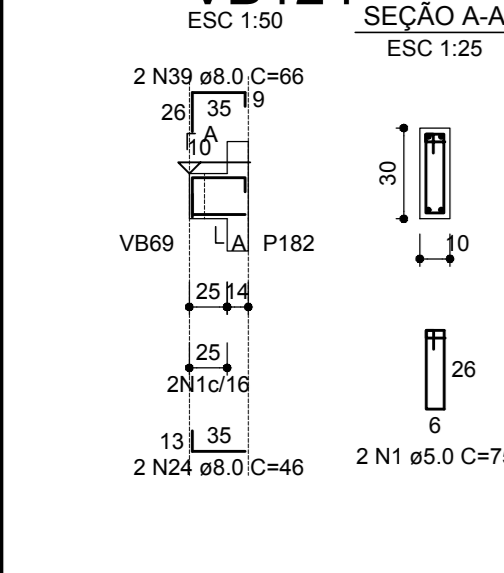 ESC 1:50
SEÇÃO A-A
ESC 1:25
2 N39 ø8.0 C=66
26 35 9
A
10
30
10
VB69 A P182
25 14
25
2N1c/16
26
6
13 35
2 N24 ø8.0 C=46
2 N1 ø5.0